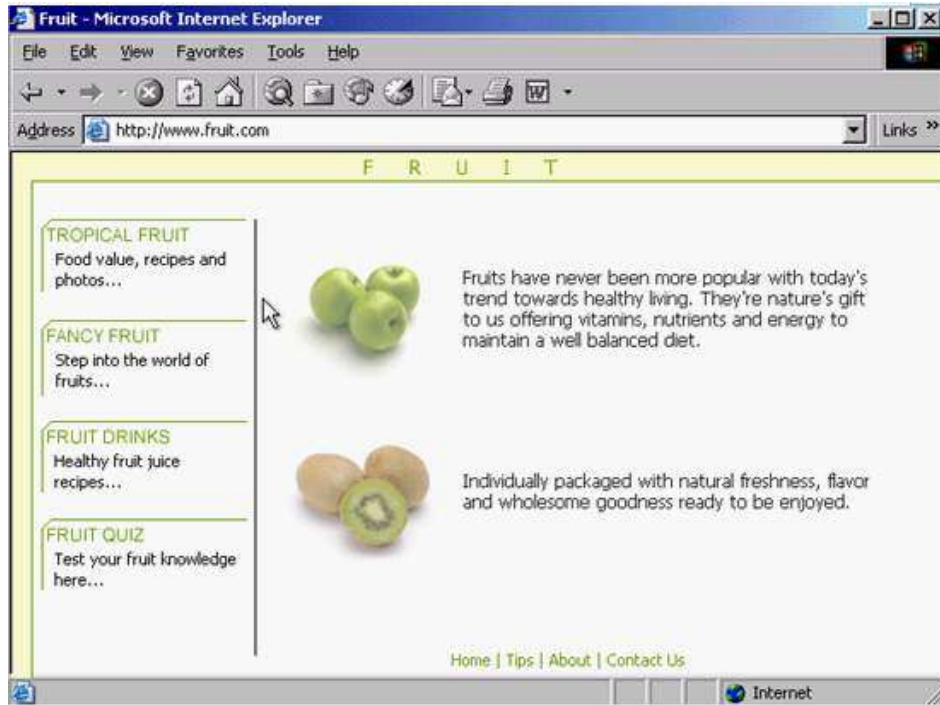 Fruit - Microsoft Internet Explorer
File Edit View Favorites Tools Help
W
Address http://www.fruit.com Links »
F R U I T
TROPICAL FRUIT
Food value, recipes and
photos...
FANCY FRUIT
Step into the world of
fruits...
FRUIT DRINKS
Healthy fruit juice
recipes...
FRUIT QUIZ
Test your fruit knowledge
here...
Fruits have never been more popular with today's
trend towards healthy living. They're nature's gift
to us offering vitamins, nutrients and energy to
maintain a well balanced diet.
Individually packaged with natural freshness, flavor
and wholesome goodness ready to be enjoyed.
Home | Tips | About | Contact Us
Internet